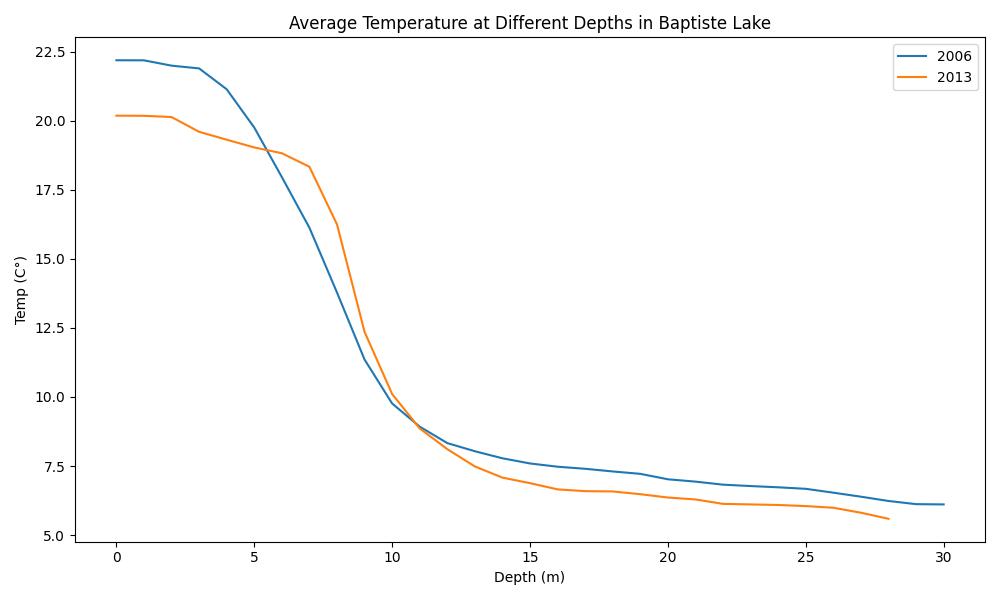 Average Temperature at Different Depths in Baptiste Lake
2006
2013
22.5
20.0
17.5
15.0
12.5
10.0
7.5
5.0
Temp (C°)
0 5 10 15 20 25 30
Depth (m)